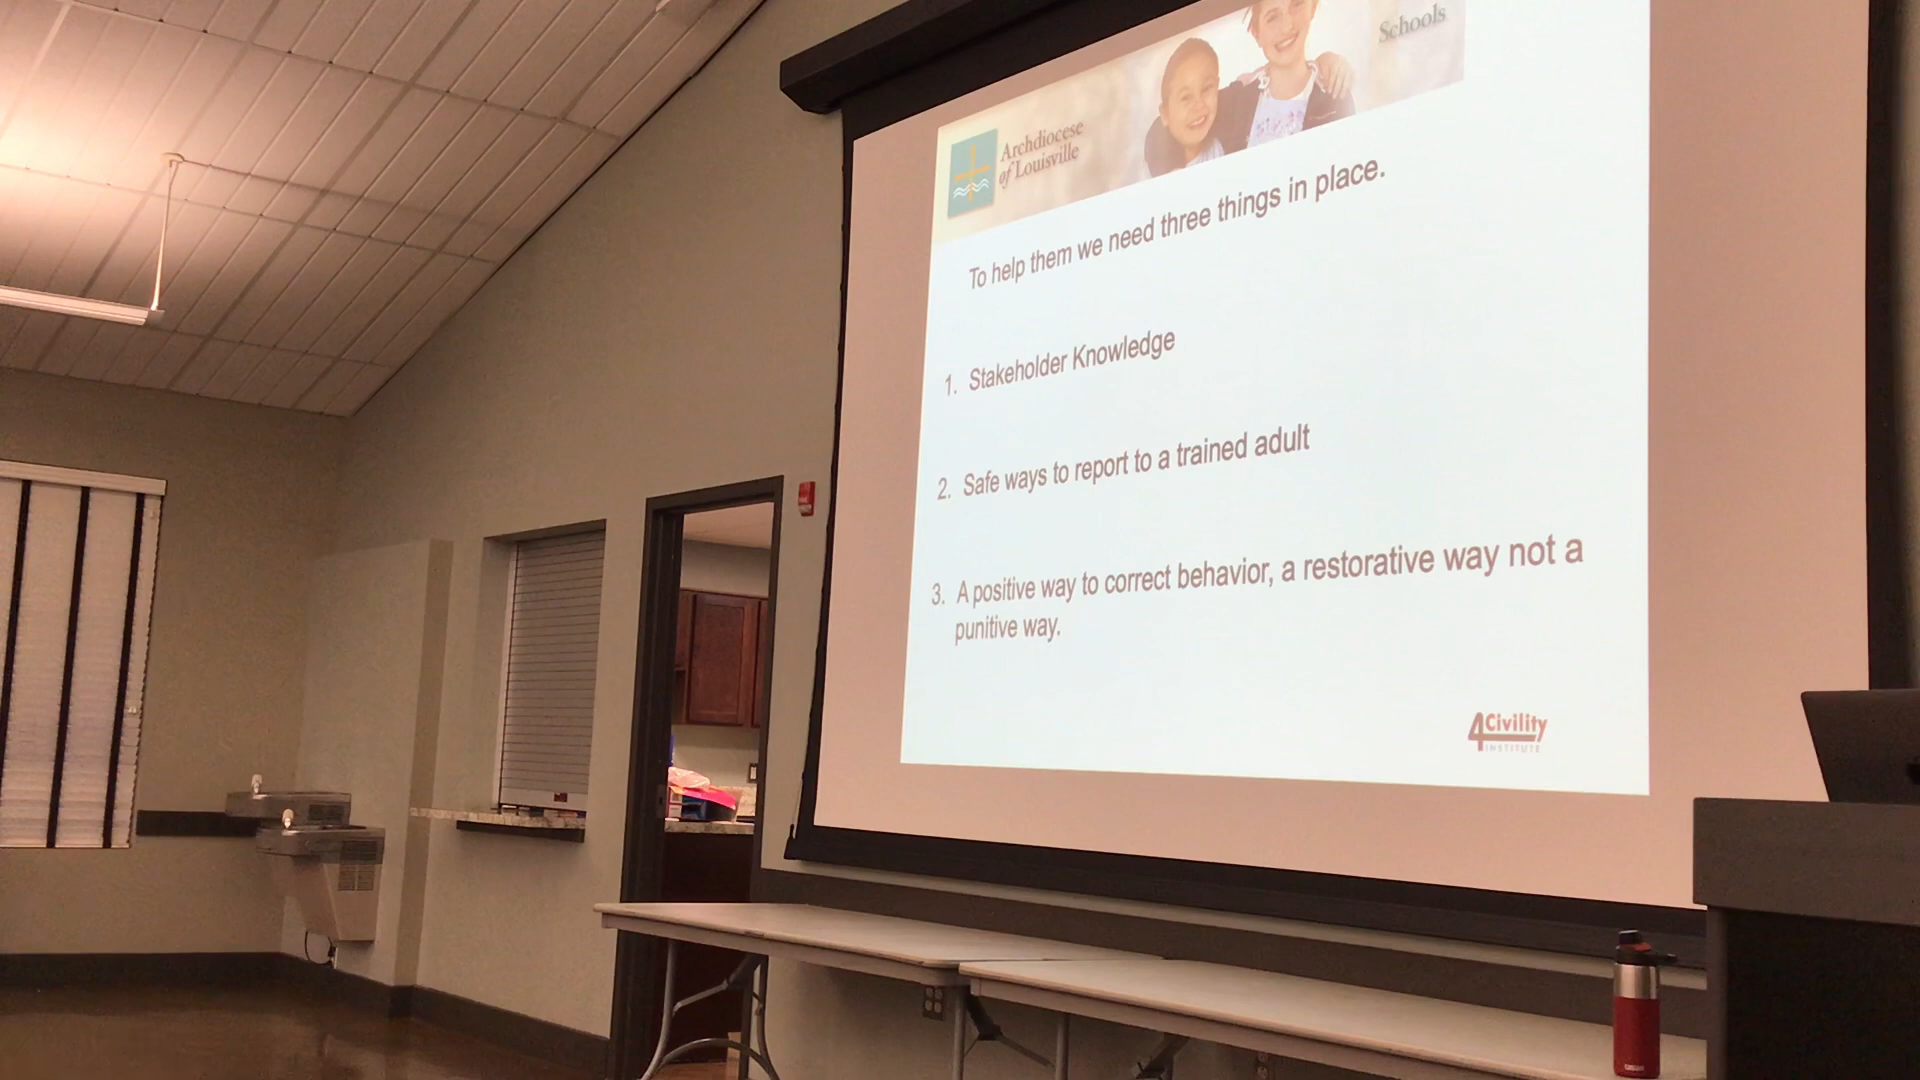 Schools
Archdiocese
of Louisville
To help them we need three things in place.
1. Stakeholder Knowledge
2. Safe ways to report to a trained adult
3. A positive way to correct behavior, a restorative way not a
punitive way.
4Civility
INSTITUTE